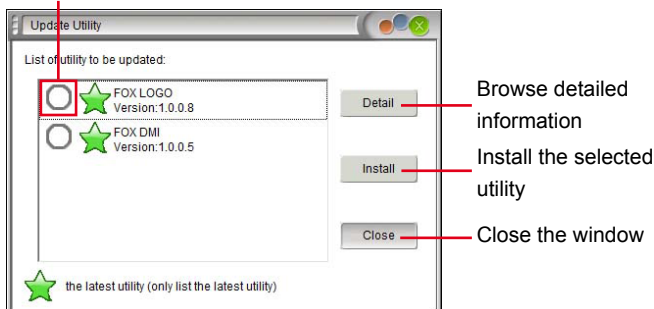 Update Utility
List of utility to be updated:
FOX LOGO
Version:1.0.0.8
FOX DMI
Version:1.0.0.5
Detail
Install
Close
the latest utility (only list the latest utility)
Browse detailed
information
Install the selected
utility
Close the window